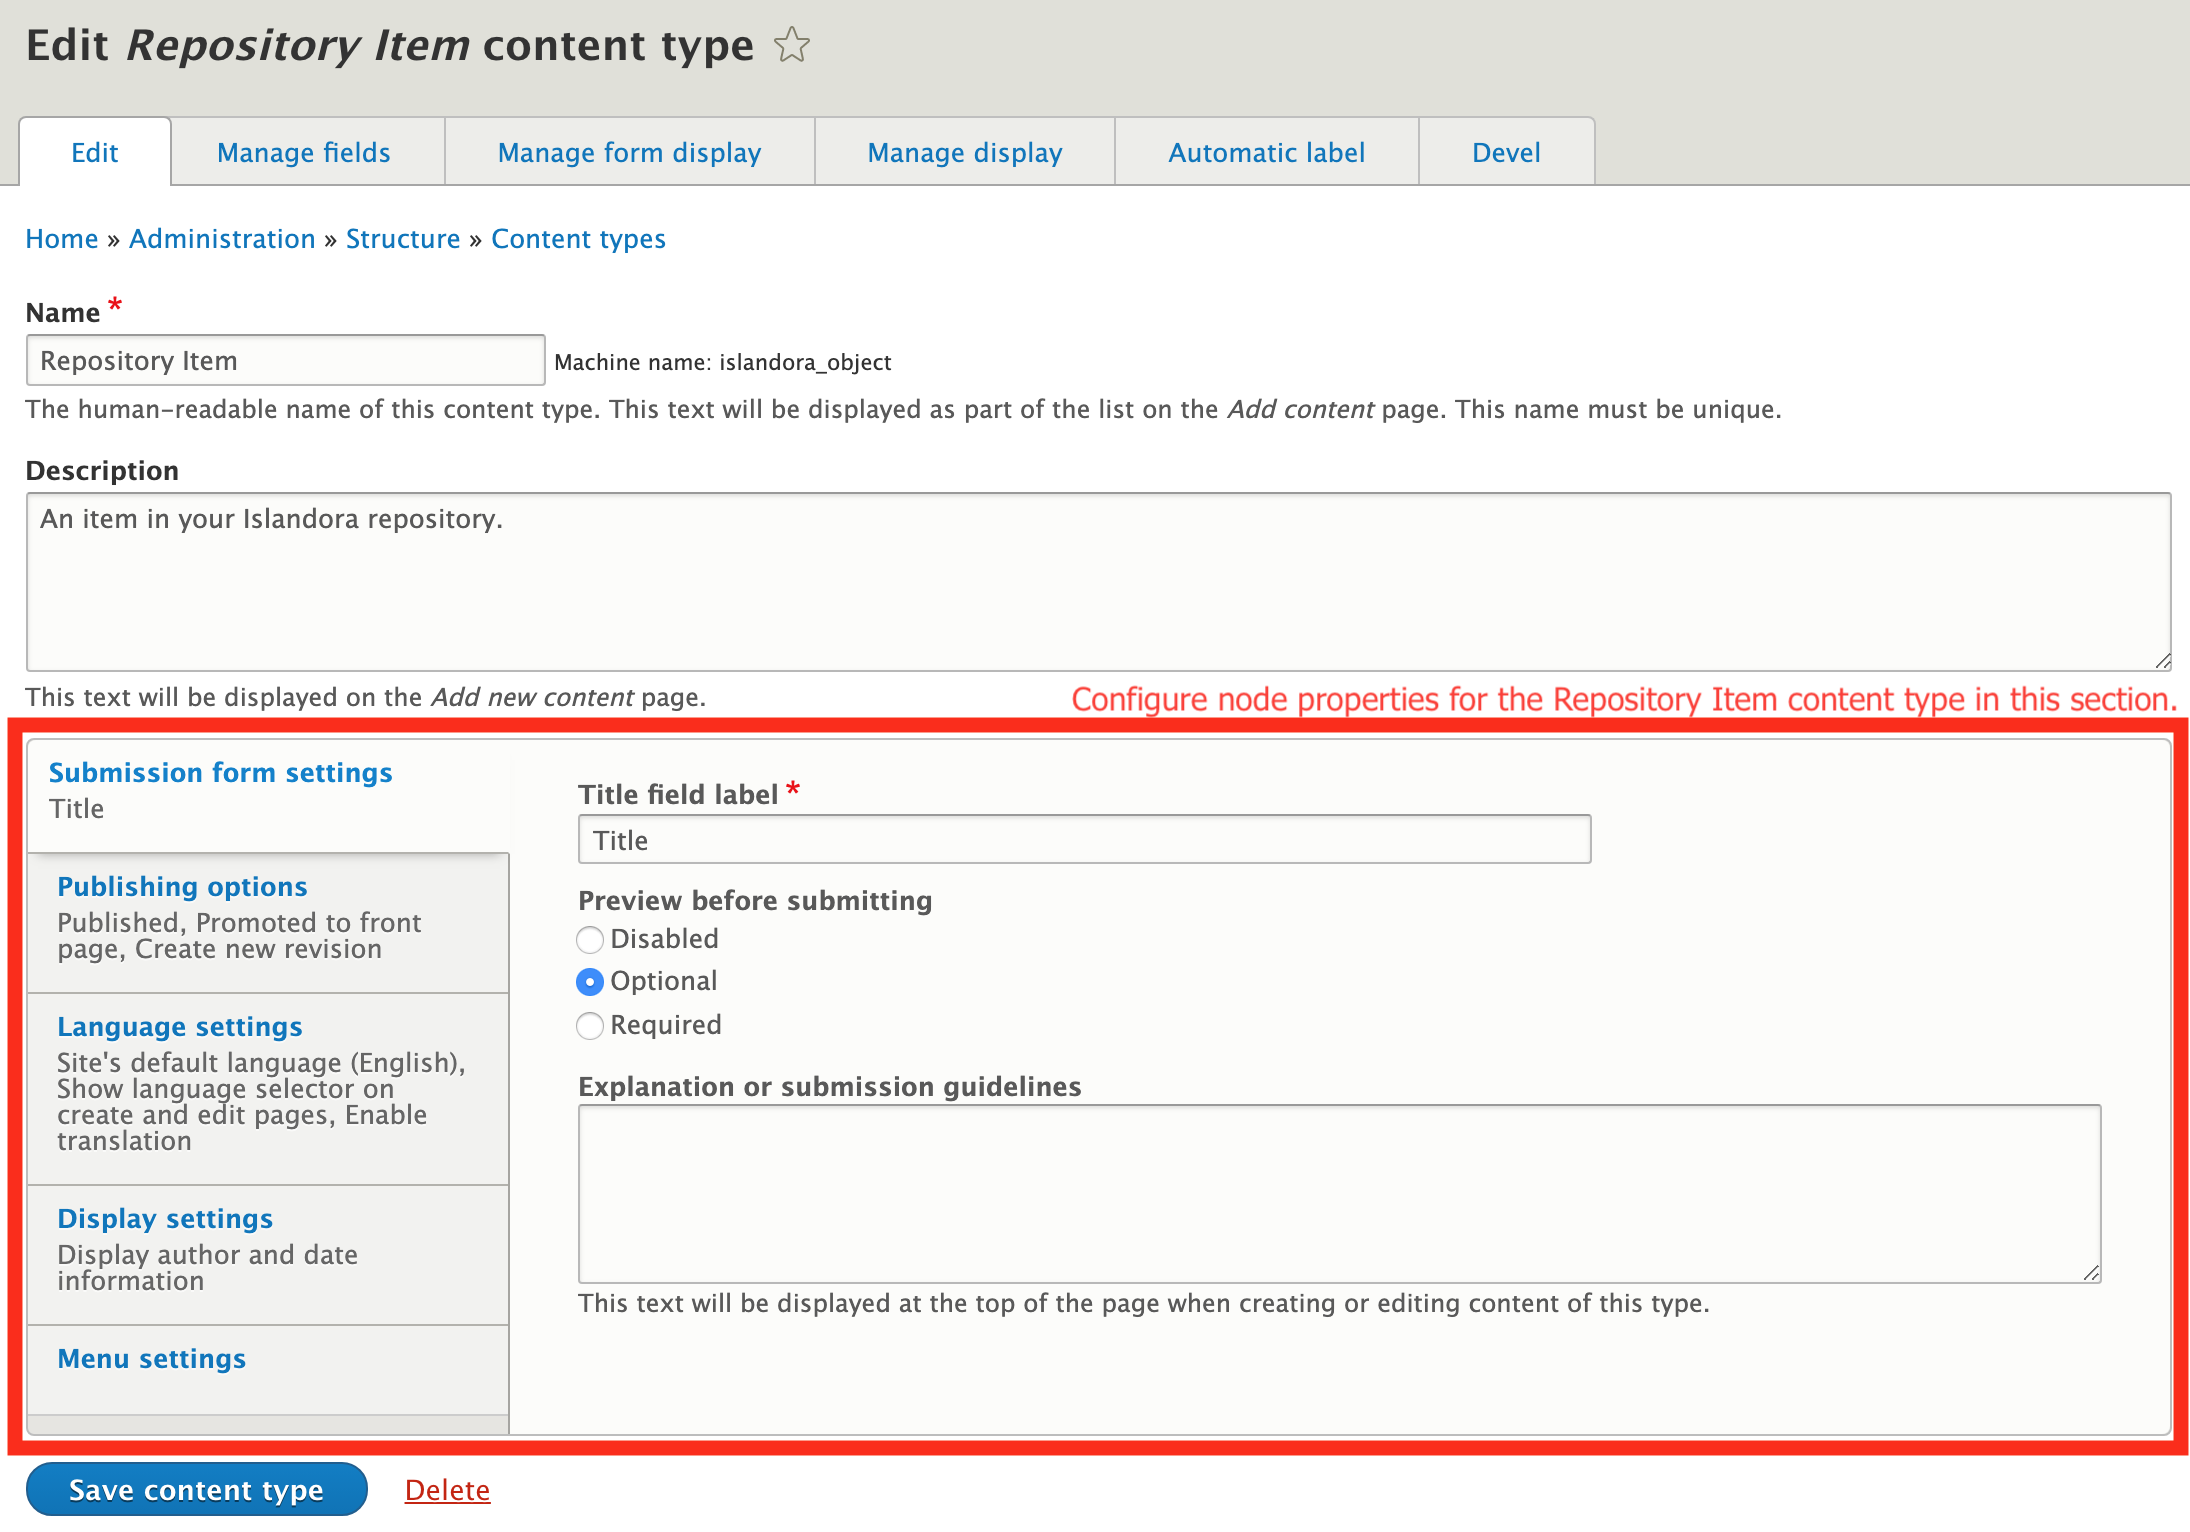 Edit Repository Item content type
Edit Manage fields Manage form display Manage display Automatic label Devel
Home » Administration » Structure » Content types
Name *
Repository Item Machine name: islandora_object
The human-readable name of this content type. This text will be displayed as part of the list on the Add content page. This name must be unique.
Description
An item in your Islandora repository.
This text will be displayed on the Add new content page.
Configure node properties for the Repository Item content type in this section.
Submission form settings
Title
Publishing options
Published, Promoted to front
page, Create new revision
Language settings
Site's default language (English),
Show language selector on
create and edit pages, Enable
translation
Display settings
Display author and date
information
Menu settings
Title field label *
Title
Preview before submitting
Disabled
Optional
Required
Explanation or submission guidelines
This text will be displayed at the top of the page when creating or editing content of this type.
Save content type Delete